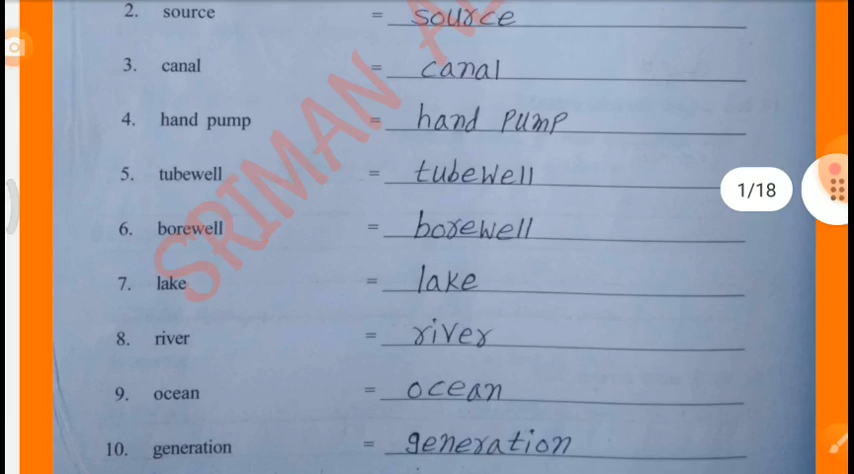 2. source = source
3. canal = canal
4. hand pump = hand pump
5. tubewell = tubewell
1/18
6. borewell = borewell
7. lake = lake
8. river = river
9. ocean = ocean
10. generation = generation
SRIMAN